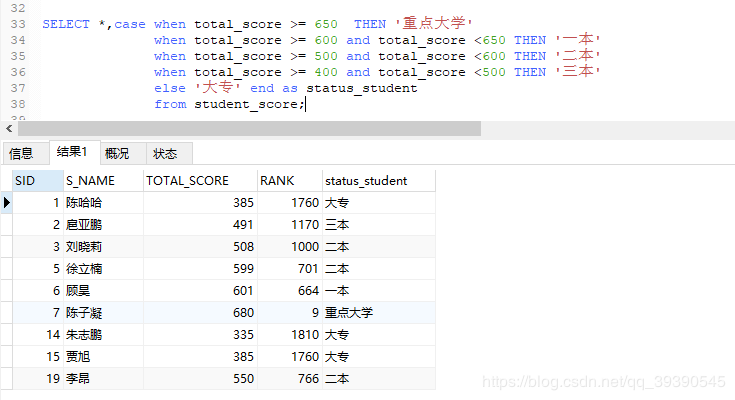 32
33 SELECT *,case when total_score >= 650  THEN '重点大学'
34 when total_score >= 600 and total_score <650 THEN '一本'
35 when total_score >= 500 and total_score <600 THEN '二本'
36 when total_score >= 400 and total_score <500 THEN '三本'
37 else '大专' end as status_student
38 from student_score;
39
信息 结果1 概况 状态
SID S_NAME TOTAL_SCORE RANK status_student
1 陈哈哈 385 1760 大专
2 扈亚鹏 491 1170 三本
3 刘晓莉 508 1000 二本
5 徐立楠 599 701 二本
6 顾昊 601 664 一本
7 陈子凝 680 9 重点大学
14 朱志鹏 335 1810 大专
15 贾旭 385 1760 大专
19 李昂 550 766 二本
https://blog.csdn.net/qq_39390545